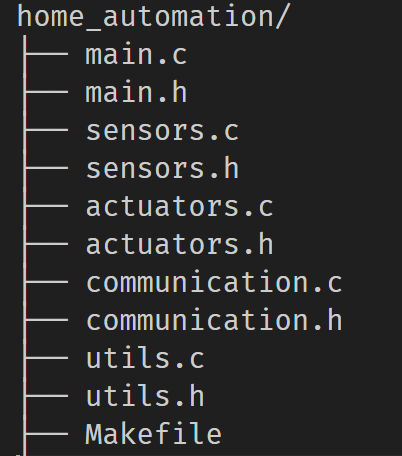 home_automation/
├── main.c
├── main.h
├── sensors.c
├── sensors.h
├── actuators.c
├── actuators.h
├── communication.c
├── communication.h
├── utils.c
├── utils.h
├── Makefile